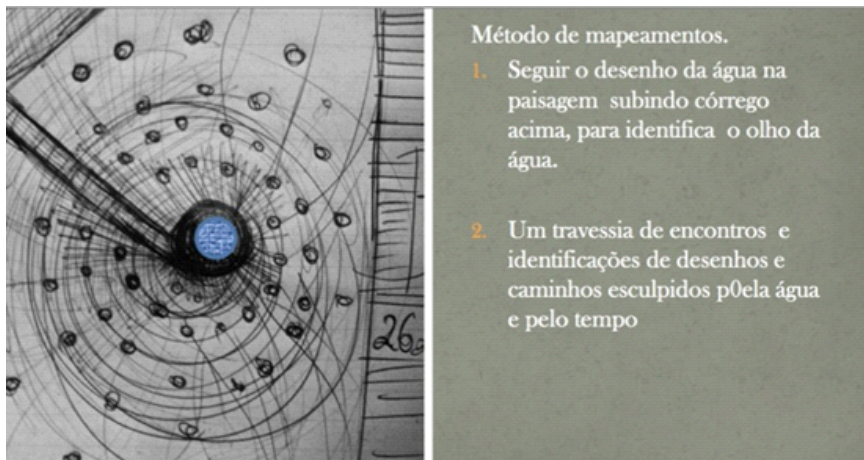 Método de mapeamentos.
1. Seguir o desenho da água na
paisagem subindo córrego
acima, para identifica o olho da
água.
2. Um travessia de encontros e
identificações de desenhos e
caminhos esculpidos p0ela água
e pelo tempo